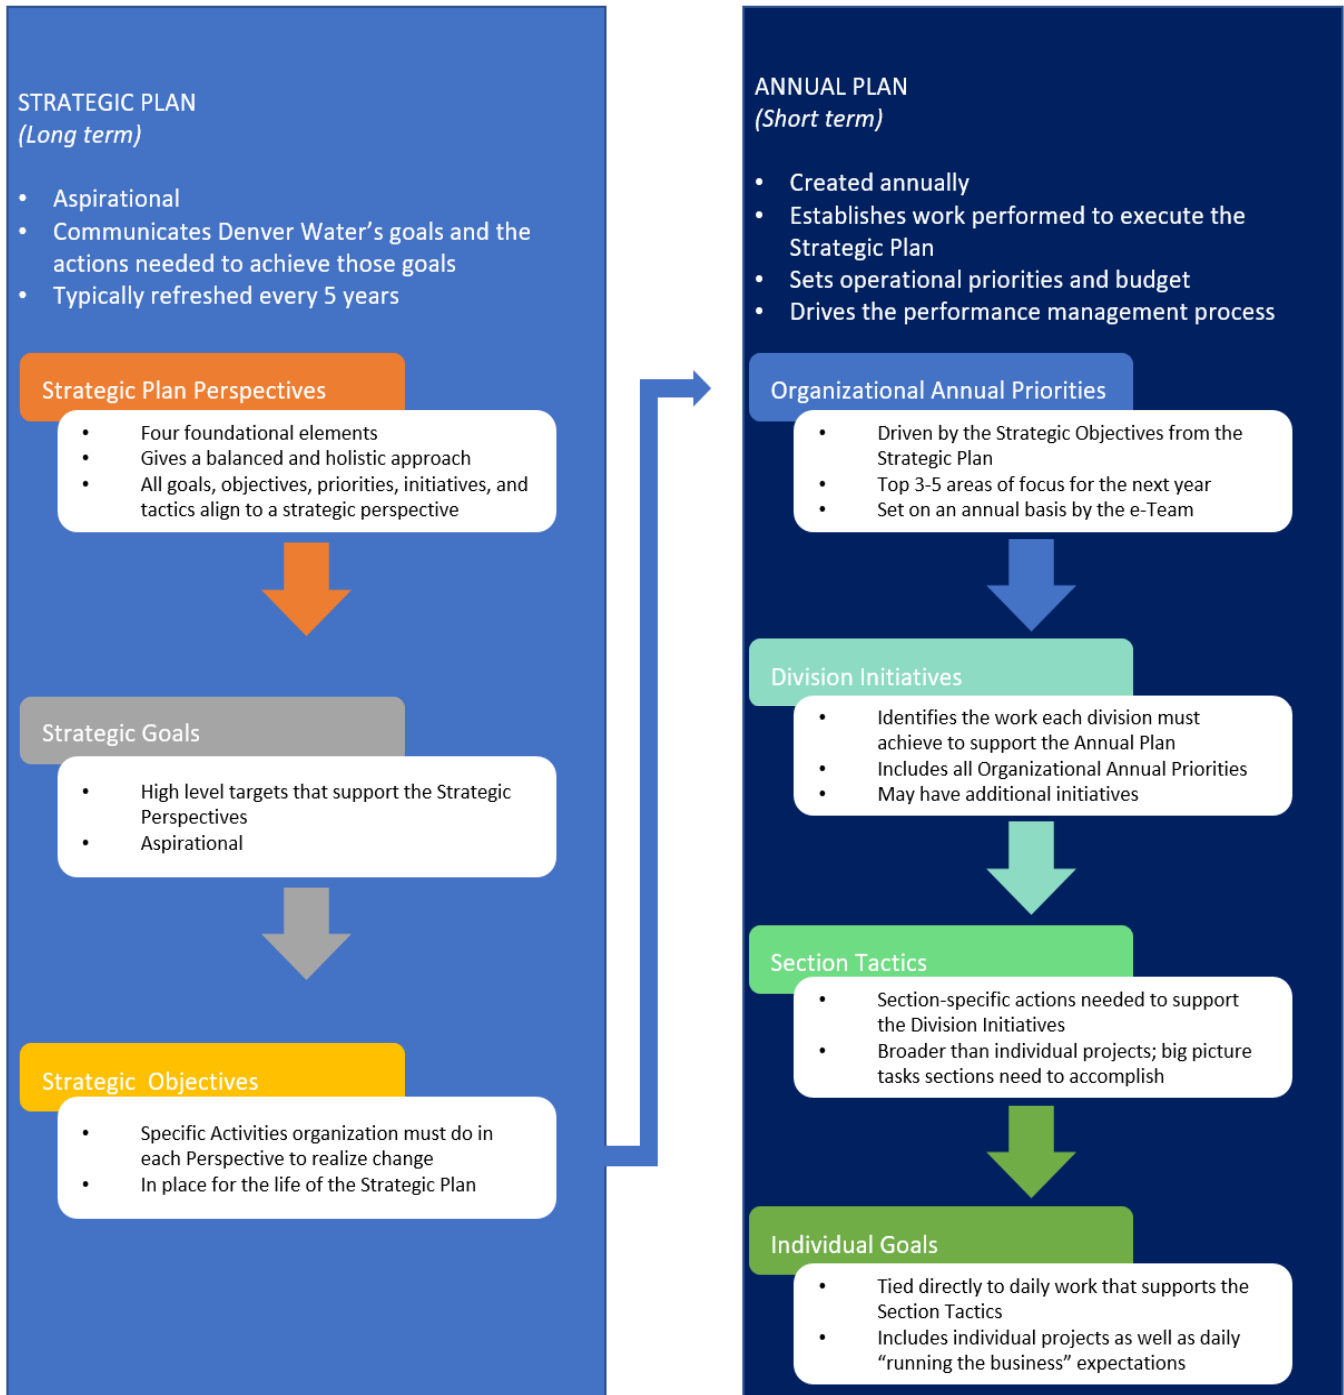 STRATEGIC PLAN
(Long term)
• Aspirational
• Communicates Denver Water's goals and the
actions needed to achieve those goals
• Typically refreshed every 5 years
Strategic Plan Perspectives
• Four foundational elements
• Gives a balanced and holistic approach
• All goals, objectives, priorities, initiatives, and
tactics align to a strategic perspective
Strategic Goals
• High level targets that support the Strategic
Perspectives
• Aspirational
Strategic Objectives
• Specific Activities organization must do in
each Perspective to realize change
• In place for the life of the Strategic Plan
ANNUAL PLAN
(Short term)
• Created annually
• Establishes work performed to execute the
Strategic Plan
• Sets operational priorities and budget
• Drives the performance management process
Organizational Annual Priorities
• Driven by the Strategic Objectives from the
Strategic Plan
• Top 3-5 areas of focus for the next year
• Set on an annual basis by the e-Team
Division Initiatives
• Identifies the work each division must
achieve to support the Annual Plan
• Includes all Organizational Annual Priorities
• May have additional initiatives
Section Tactics
• Section-specific actions needed to support
the Division Initiatives
• Broader than individual projects; big picture
tasks sections need to accomplish
Individual Goals
• Tied directly to daily work that supports the
Section Tactics
• Includes individual projects as well as daily
“running the business” expectations